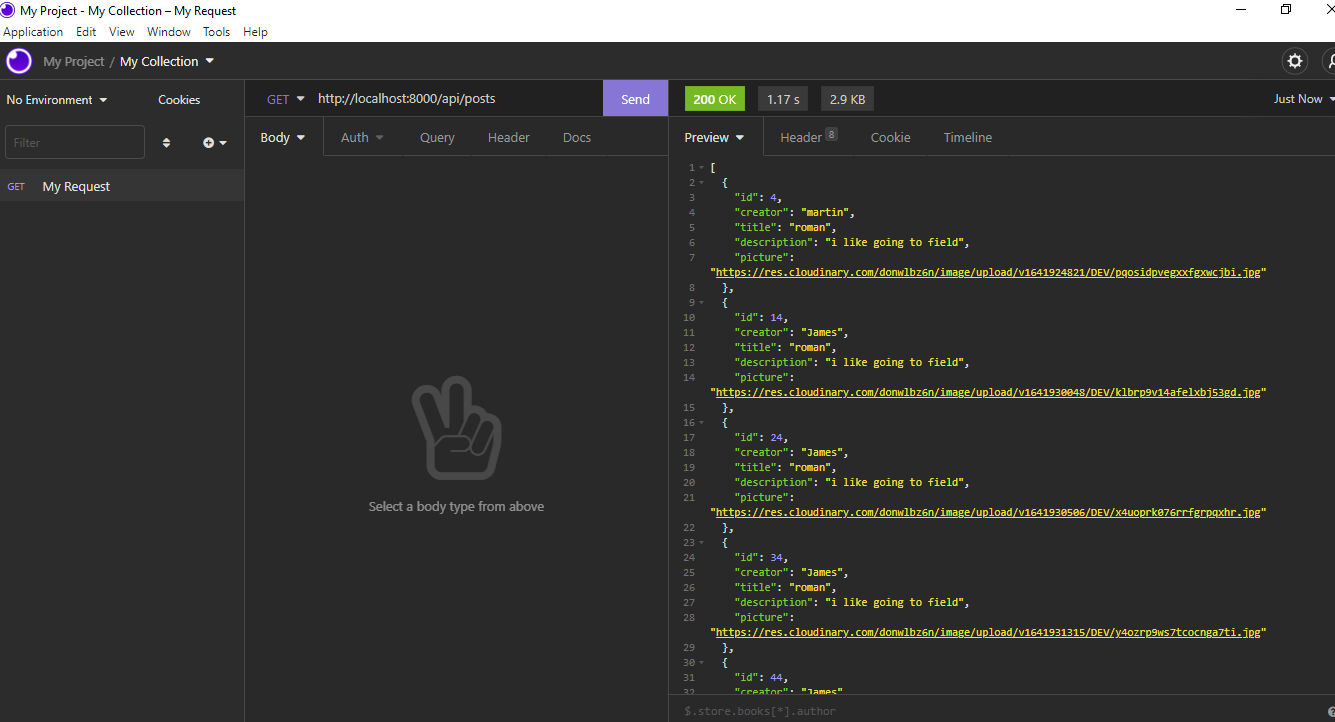 My Project - My Collection – My Request
Application Edit View Window Tools Help
My Project / My Collection
No Environment Cookies
GET http://localhost:8000/api/posts Send
200 OK 1.17 s 2.9 KB Just Now
Filter
Body Auth Query Header Docs
Preview Header 8 Cookie Timeline
GET My Request
Select a body type from above
1 [
2 {
3 "id": 4,
4 "creator": "martin",
5 "title": "roman",
6 "description": "i like going to field",
7 "picture":
"https://res.cloudinary.com/donwlbz6n/image/upload/v1641924821/DEV/pqosidpvegxxfgxwcjbi.jpg"
8 },
9 {
10 "id": 14,
11 "creator": "James",
12 "title": "roman",
13 "description": "i like going to field",
14 "picture":
"https://res.cloudinary.com/donwlbz6n/image/upload/v1641930048/DEV/klbrp9v14afelxbj53gd.jpg"
15 },
16 {
17 "id": 24,
18 "creator": "James",
19 "title": "roman",
20 "description": "i like going to field",
21 "picture":
"https://res.cloudinary.com/donwlbz6n/image/upload/v1641930506/DEV/x4uoprk076rrfgrpqxhr.jpg"
22 },
23 {
24 "id": 34,
25 "creator": "James",
26 "title": "roman",
27 "description": "i like going to field",
28 "picture":
"https://res.cloudinary.com/donwlbz6n/image/upload/v1641931315/DEV/y4ozrp9ws7tcocnga7ti.jpg"
29 },
30 {
31 "id": 44,
32 "creator": "James"
$.store.books[*].author